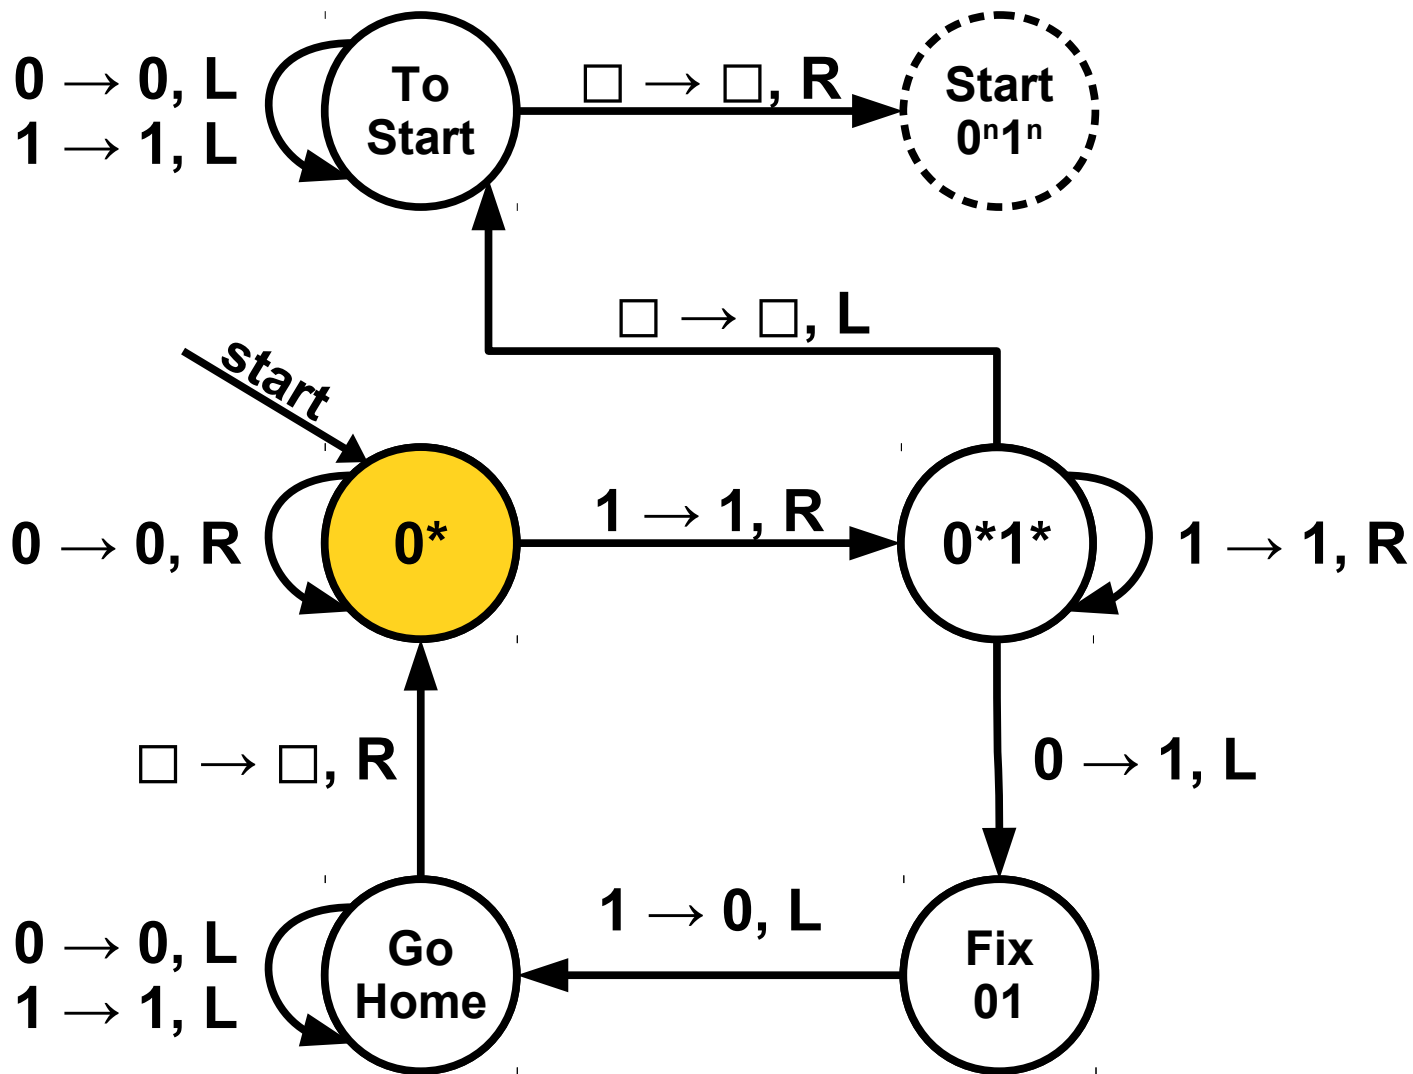 0 → 0, L
1 → 1, L
To
Start
□ → □, R
Start
0ⁿ1ⁿ
□ → □, L
start
0 → 0, R
0*
1 → 1, R
0*1*
1 → 1, R
□ → □, R
0 → 1, L
0 → 0, L
1 → 1, L
Go
Home
1 → 0, L
Fix
01